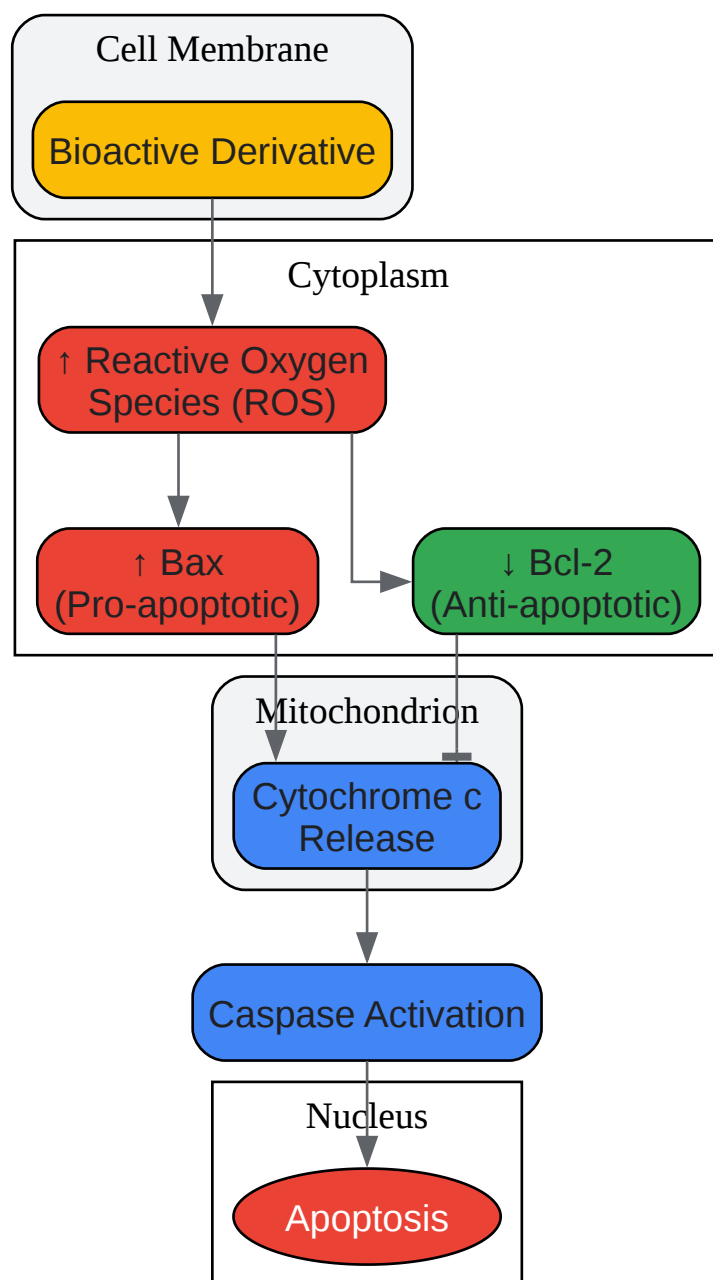 Cell Membrane
Bioactive Derivative
Cytoplasm
↑ Reactive Oxygen
Species (ROS)
↑ Bax
(Pro-apoptotic)
↓ Bcl-2
(Anti-apoptotic)
Mitochondrion
Cytochrome c
Release
Caspase Activation
Nucleus
Apoptosis